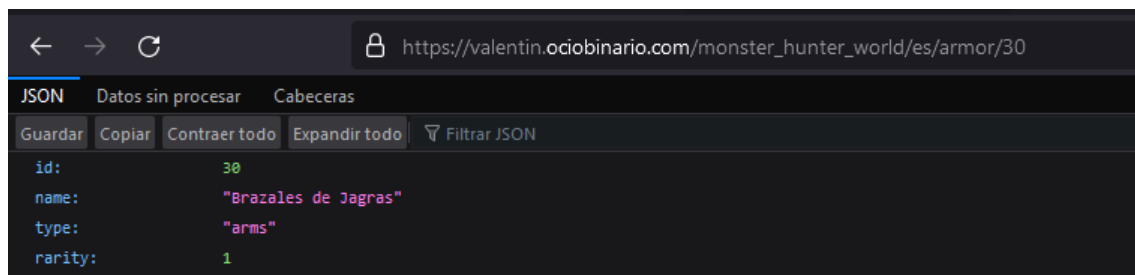 https://valentin.ociobinario.com/monster_hunter_world/es/armor/30
JSON Datos sin procesar Cabeceras
Guardar Copiar Contraer todo Expandir todo Filtrar JSON
id: 30
name: "Brazales de Jagras"
type: "arms"
rarity: 1